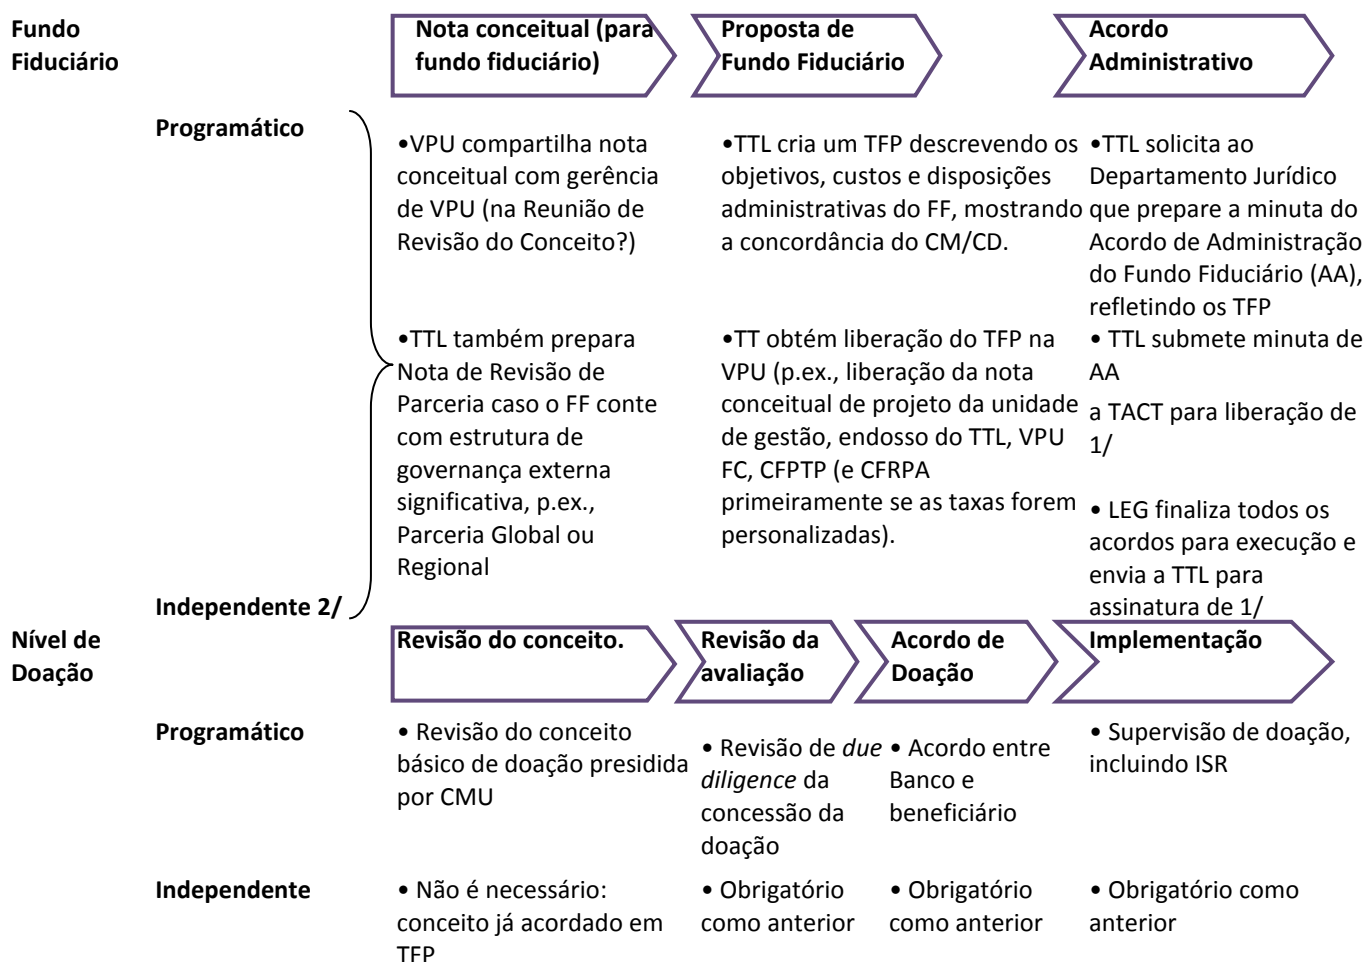 Fundo
Fiduciário
Nota conceitual (para
fundo fiduciário)
Proposta de
Fundo Fiduciário
Acordo
Administrativo
Programático
•VPU compartilha nota
conceitual com gerência
de VPU (na Reunião de
Revisão do Conceito?)
•TTL cria um TFP descrevendo os
objetivos, custos e disposições
administrativas do FF, mostrando
a concordância do CM/CD.
•TTL solicita ao
Departamento Jurídico
que prepare a minuta do
Acordo de Administração
do Fundo Fiduciário (AA),
refletindo os TFP
•TTL também prepara
Nota de Revisão de
Parceria caso o FF conte
com estrutura de
governança externa
significativa, p.ex.,
Parceria Global ou
Regional
•TT obtém liberação do TFP na
VPU (p.ex., liberação da nota
conceitual de projeto da unidade
de gestão, endosso do TTL, VPU
FC, CFPTP (e CFRPA
primeiramente se as taxas forem
personalizadas).
• TTL submete minuta de
AA
a TACT para liberação de
1/
• LEG finaliza todos os
acordos para execução e
envia a TTL para
assinatura de 1/
Independente 2/
Nível de
Doação
Revisão do conceito.
Revisão da
avaliação
Acordo de
Doação
Implementação
Programático
• Revisão do conceito
básico de doação presidida
por CMU
• Revisão de due
diligence da
concessão da
doação
• Acordo entre
Banco e
beneficiário
• Supervisão de doação,
incluindo ISR
Independente
• Não é necessário:
conceito já acordado em
TFP
• Obrigatório
como anterior
• Obrigatório
como anterior
• Obrigatório como
anterior